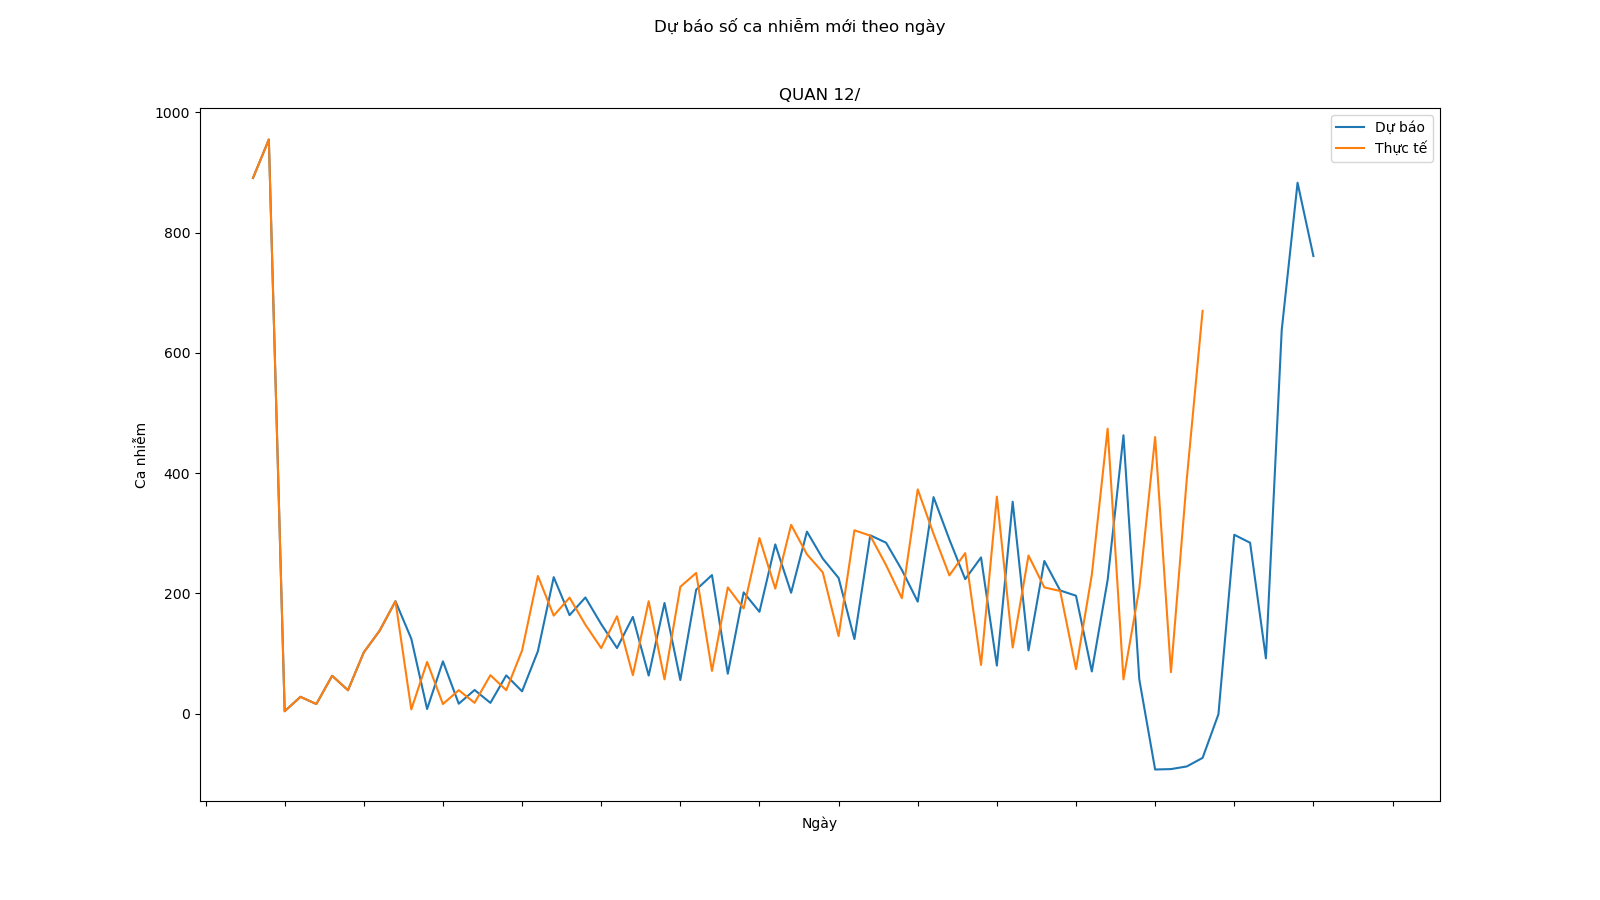 Dự báo số ca nhiễm mới theo ngày
QUAN 12/
Dự báo
Thực tế
1000
800
600
400
200
0
Ca nhiễm
Ngày